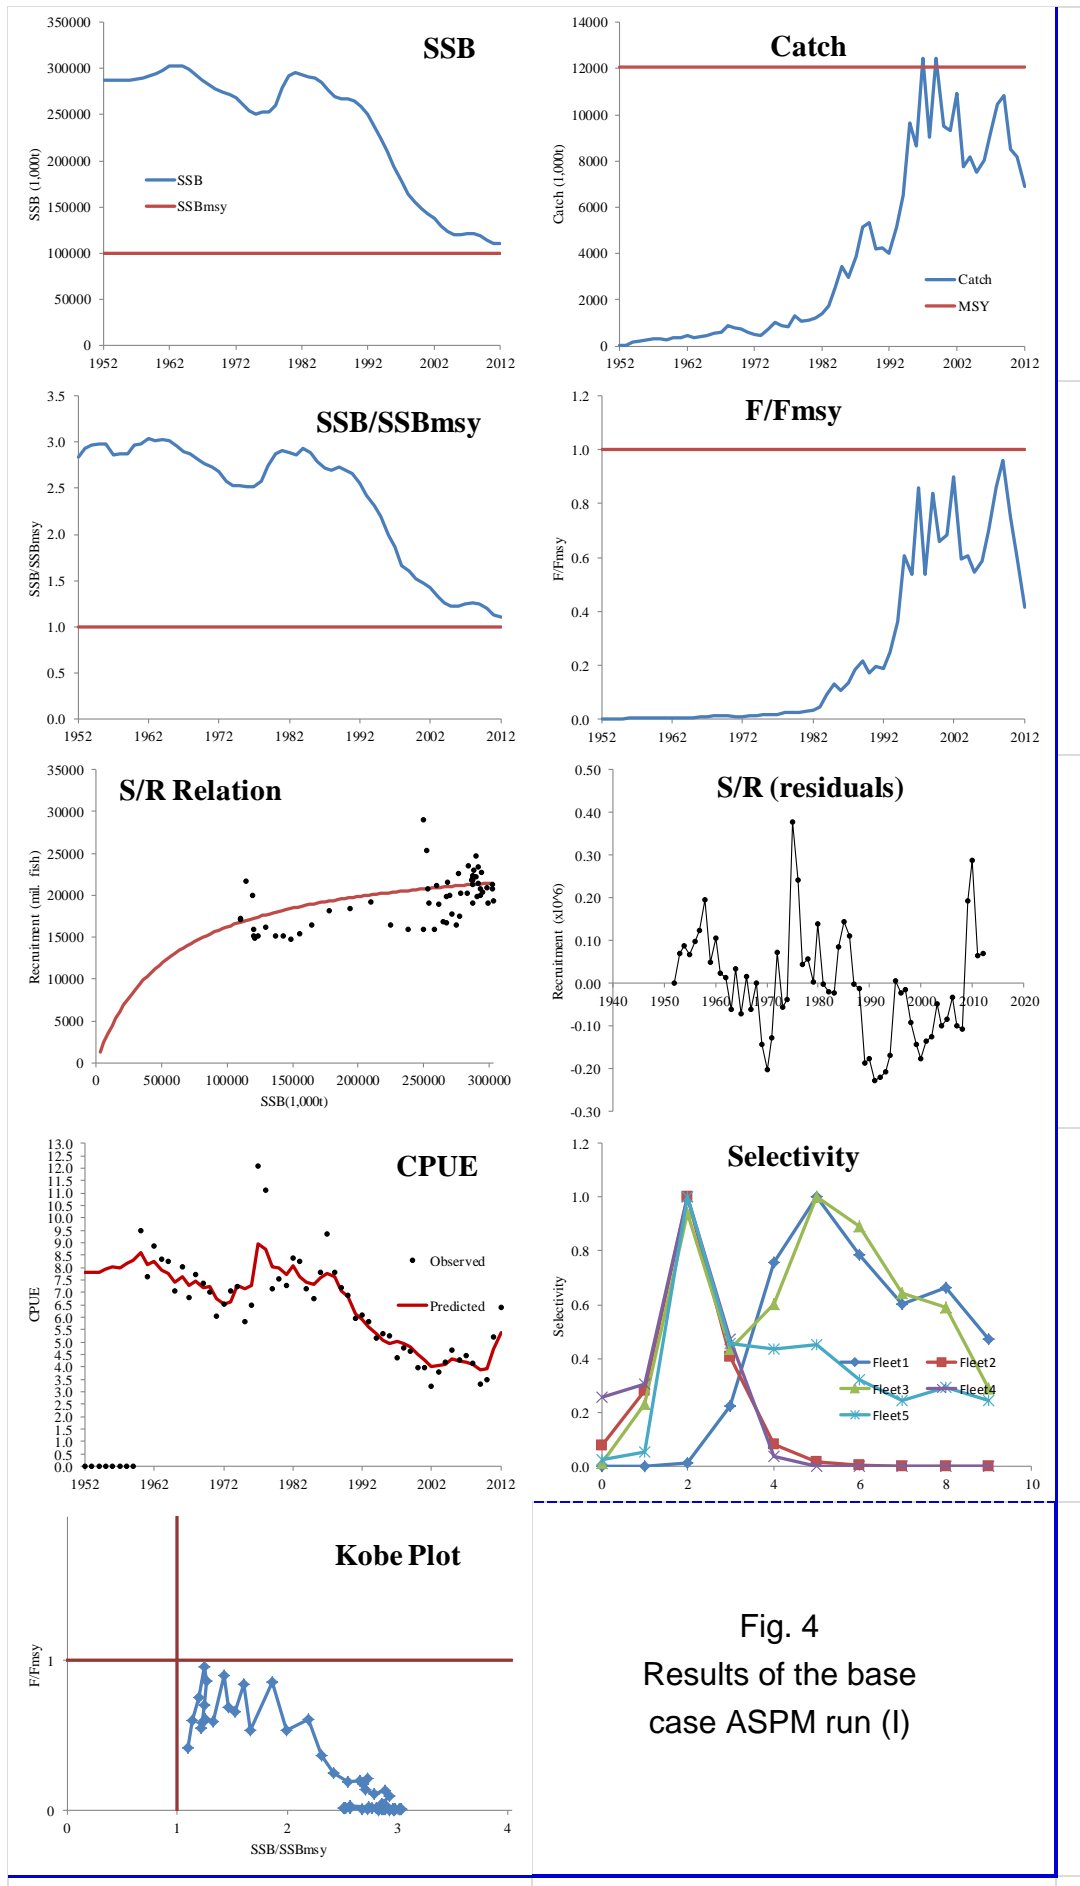 SSB
350000
300000
250000
200000
150000
100000
50000
0
SSB (1,000t)
SSB
SSBmsy
1952 1962 1972 1982 1992 2002 2012
Catch
14000
12000
10000
8000
6000
4000
2000
0
Catch (1,000t)
Catch
MSY
1952 1962 1972 1982 1992 2002 2012
SSB/SSBmsy
3.5
3.0
2.5
2.0
1.5
1.0
0.5
0.0
SSB/SSBmsy
1952 1962 1972 1982 1992 2002 2012
F/Fmsy
1.2
1.0
0.8
0.6
0.4
0.2
0.0
F/Fmsy
1952 1962 1972 1982 1992 2002 2012
S/R Relation
35000
30000
25000
20000
15000
10000
5000
0
Recruitment (mil. fish)
0 50000 100000 150000 200000 250000 300000
SSB(1,000t)
S/R (residuals)
0.50
0.40
0.30
0.20
0.10
0.00
-0.10
-0.20
-0.30
Recruitment (x10^6)
1940 1950 1960 1970 1980 1990 2000 2010 2020
CPUE
13.0
12.5
12.0
11.5
11.0
10.5
10.0
9.5
9.0
8.5
8.0
7.5
7.0
6.5
6.0
5.5
5.0
4.5
4.0
3.5
3.0
2.5
2.0
1.5
1.0
0.5
0.0
CPUE
Observed
Predicted
1952 1962 1972 1982 1992 2002 2012
Selectivity
1.2
1.0
0.8
0.6
0.4
0.2
0.0
Selectivity
Fleet1 Fleet2
Fleet3 Fleet4
Fleet5
0 2 4 6 8 10
Kobe Plot
1
0
F/Fmsy
0 1 2 3 4
SSB/SSBmsy
Fig. 4
Results of the base
case ASPM run (I)